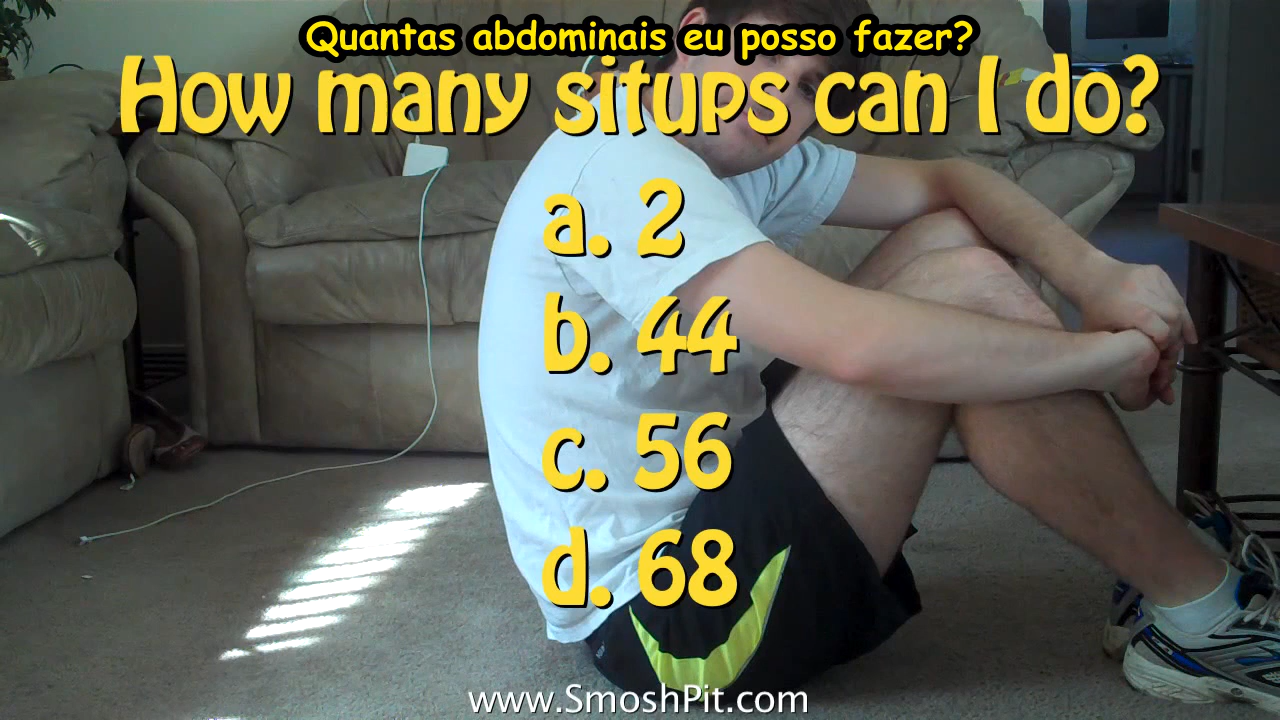 Quantas abdominais eu posso fazer?
How many situps can I do?
a. 2
b. 44
c. 56
d. 68
www.SmoshPit.com